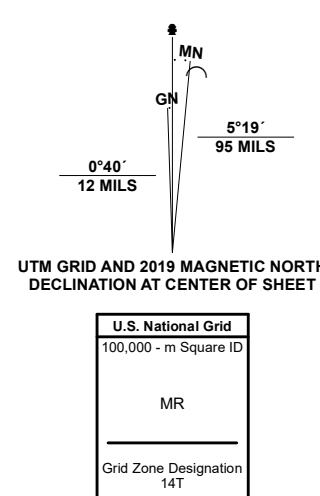 MN
GN
5°19´
95 MILS
0°40´
12 MILS
UTM GRID AND 2019 MAGNETIC NORTH
DECLINATION AT CENTER OF SHEET
U.S. National Grid
100,000 - m Square ID
MR
Grid Zone Designation
14T